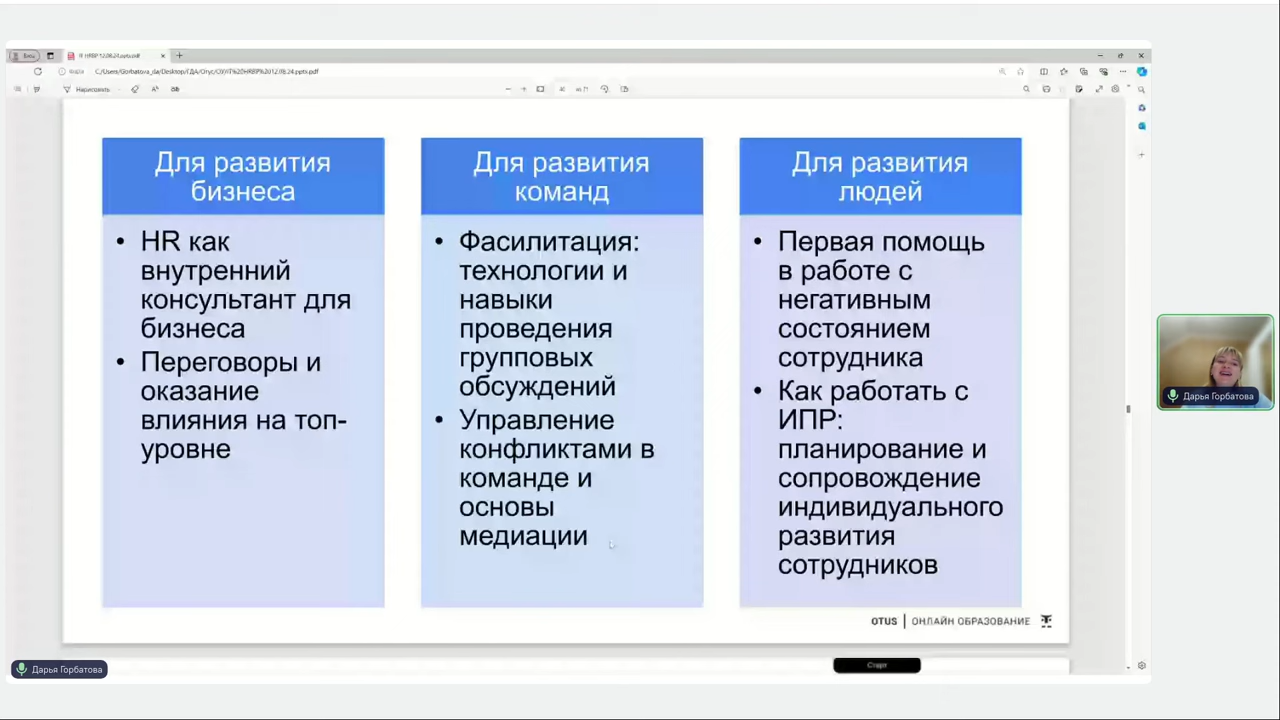 Для развития
бизнеса
• HR как
внутренний
консультант для
бизнеса
• Переговоры и
оказание
влияния на топ-
уровне
Для развития
команд
• Фасилитация:
технологии и
навыки
проведения
групповых
обсуждений
• Управление
конфликтами в
команде и
основы
медиации
Для развития
людей
• Первая помощь
в работе с
негативным
состоянием
сотрудника
• Как работать с
ИПР:
планирование и
сопровождение
индивидуального
развития
сотрудников
OTUS | ОНЛАЙН ОБРАЗОВАНИЕ
Старт
Дарья Горбатова
Дарья Горбатова